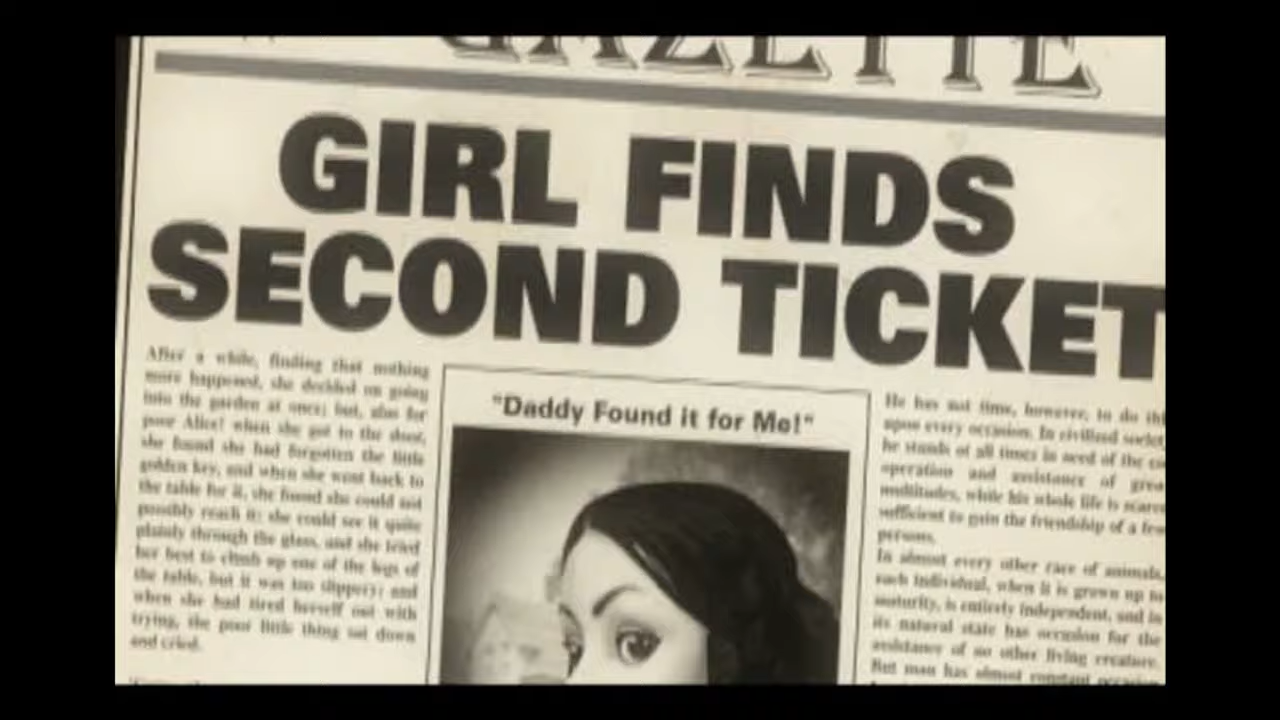 GAZETTE
GIRL FINDS
SECOND TICKET
After a while, finding that nothing
more happened, she decided on going
into the garden at once; but, alas for
poor Alice! when she got to the door,
she found she had forgotten the little
golden key, and when she went back to
the table for it, she found she could not
possibly reach it: she could see it quite
plainly through the glass, and she tried
her best to climb up one of the legs of
the table, but it was too slippery; and
when she had tired herself out with
trying, the poor little thing sat down
and cried.
"Daddy Found it for Me!"
He has not time, however, to do thi
upon every occasion. In civilized societ
he stands at all times in need of the co
operation and assistance of grea
multitudes, while his whole life is scarce
sufficient to gain the friendship of a few
persons.
In almost every other race of animals,
each individual, when it is grown up to
maturity, is entirely independent, and in
its natural state has occasion for the
assistance of no other living creature.
But man has almost constant occasion